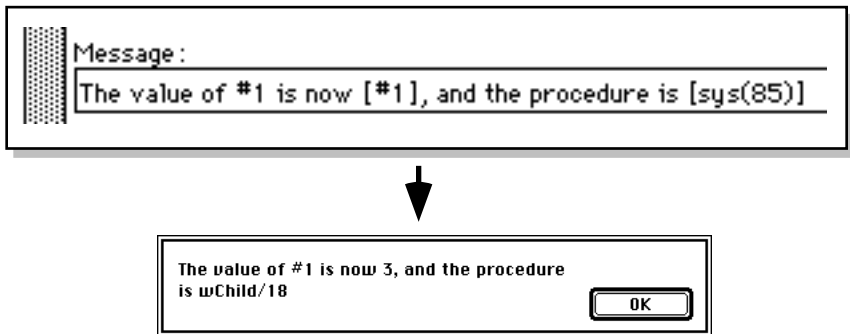 Message:
The value of #1 is now [#1], and the procedure is [sys(85)]
The value of #1 is now 3, and the procedure
is wChild/18
OK